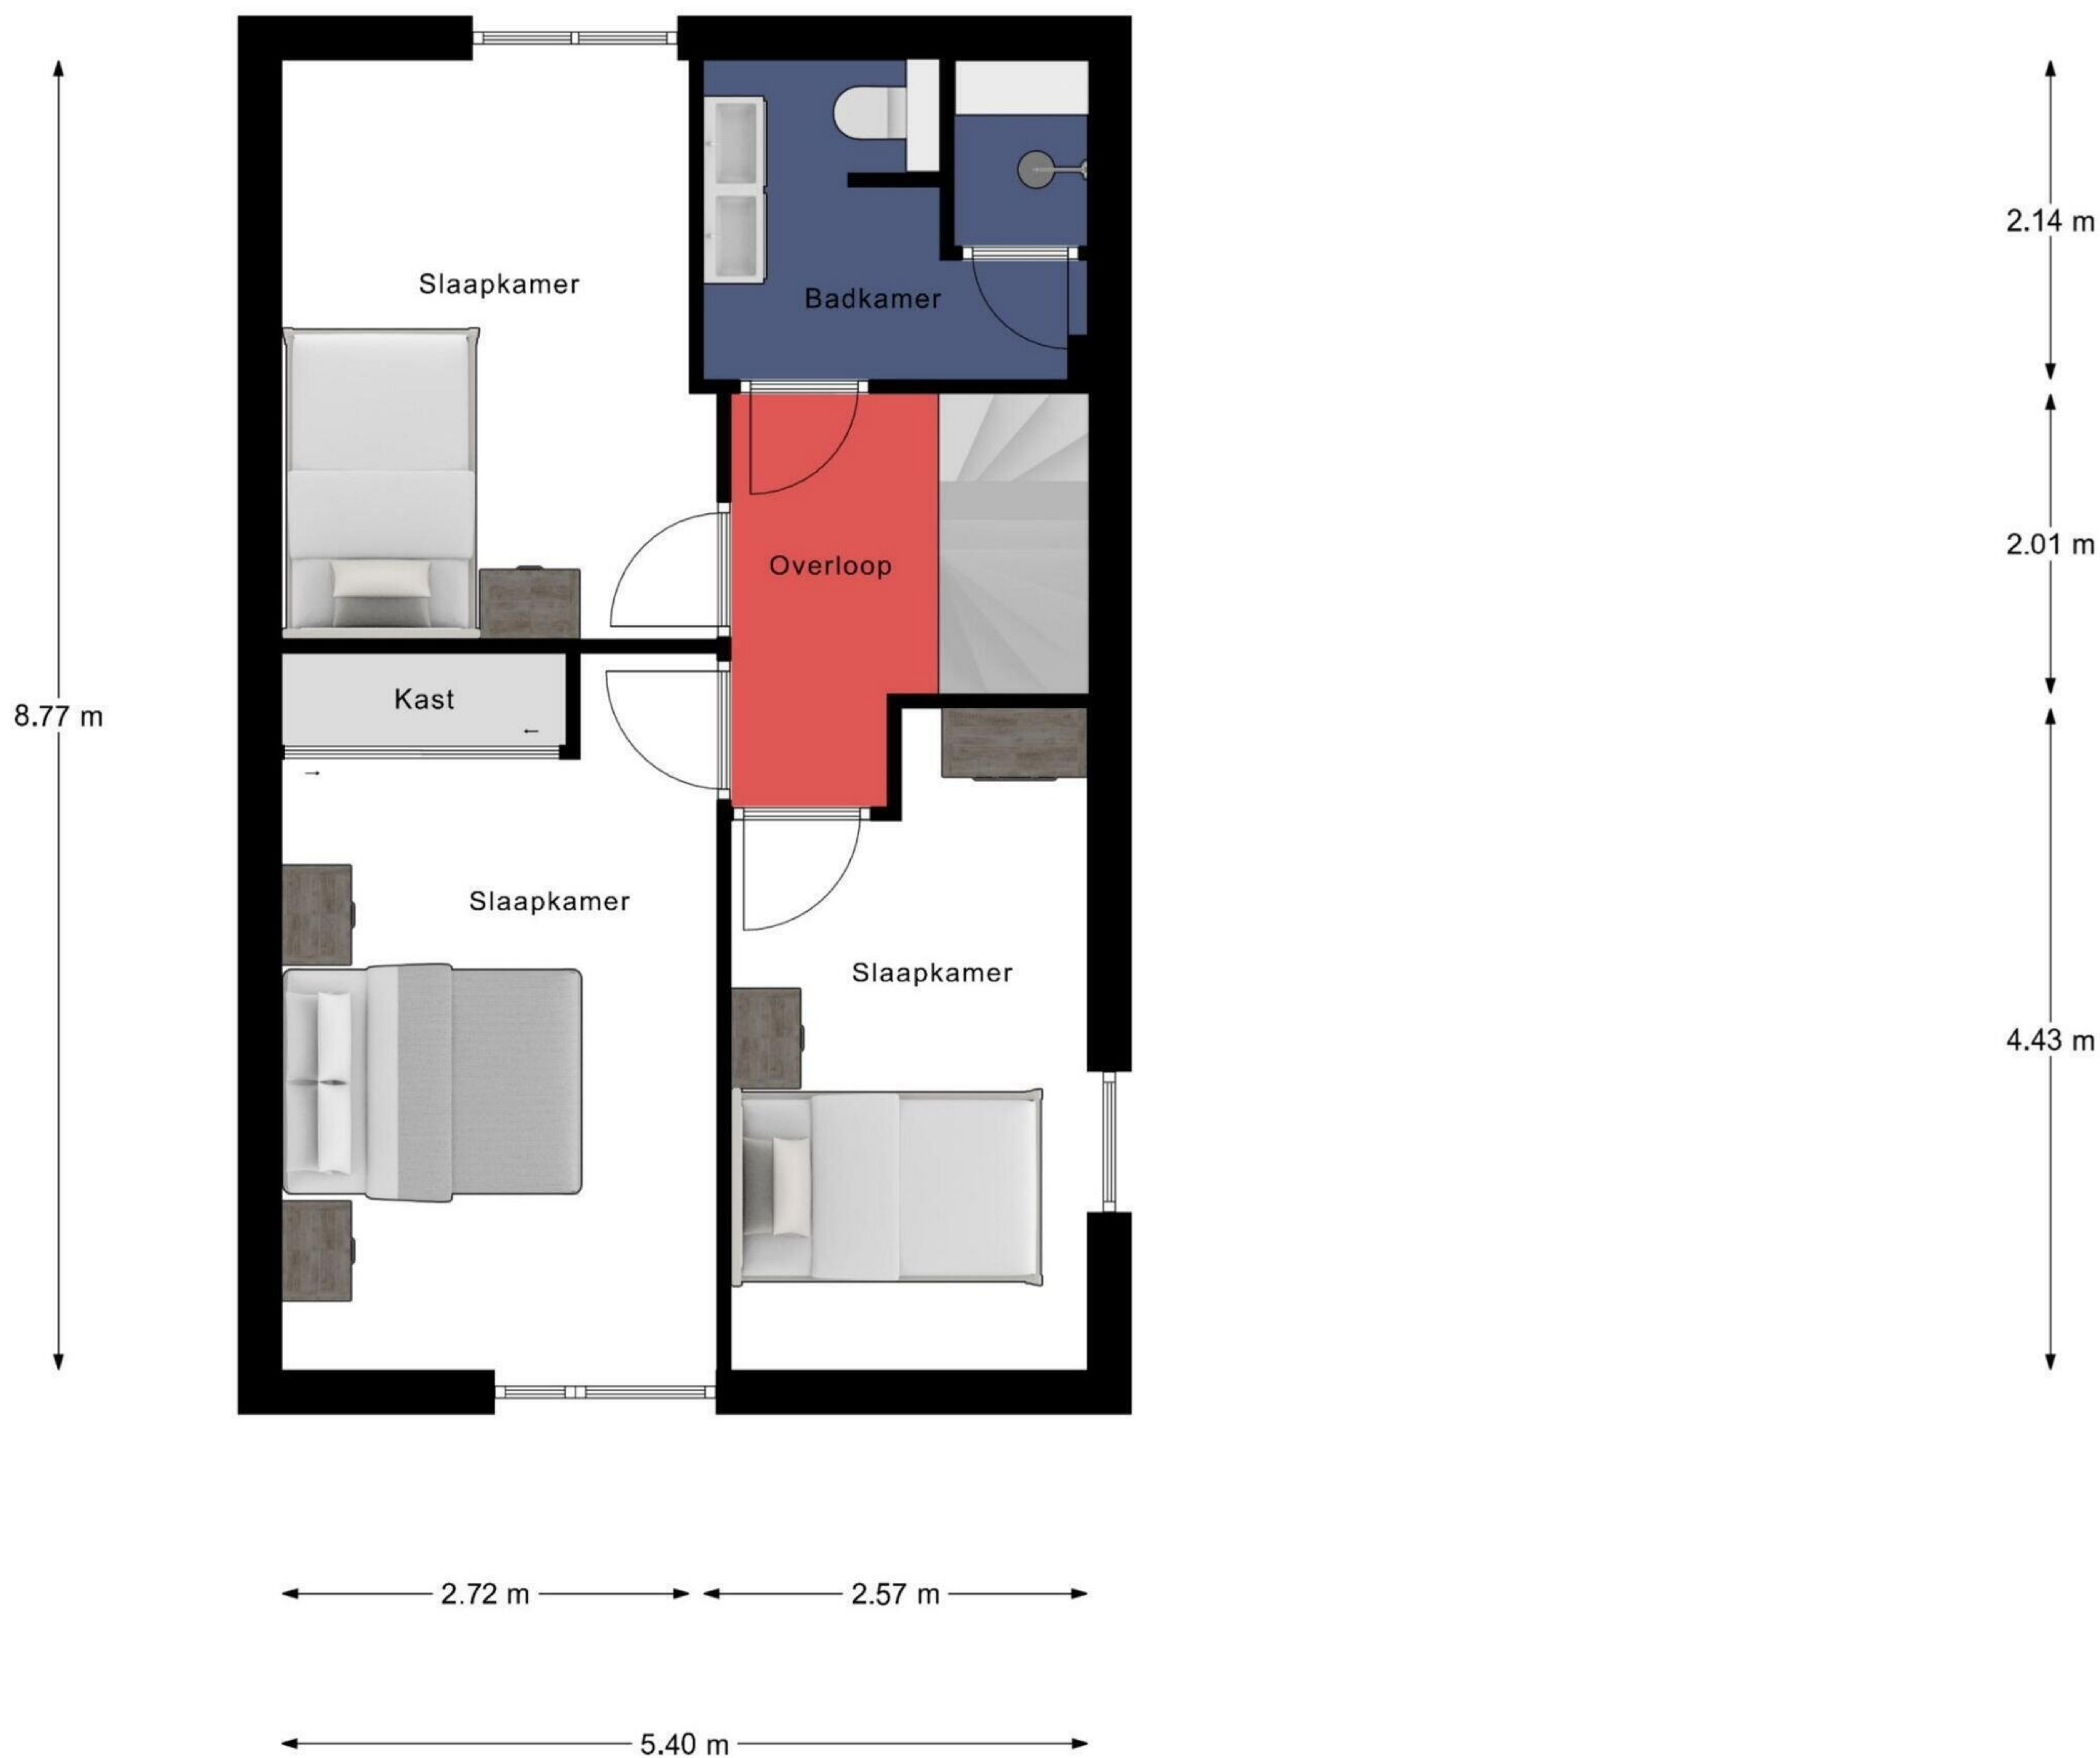 2.14 m
Slaapkamer
Badkamer
2.01 m
Overloop
Kast
8.77 m
Slaapkamer
Slaapkamer
4.43 m
2.72 m
2.57 m
5.40 m